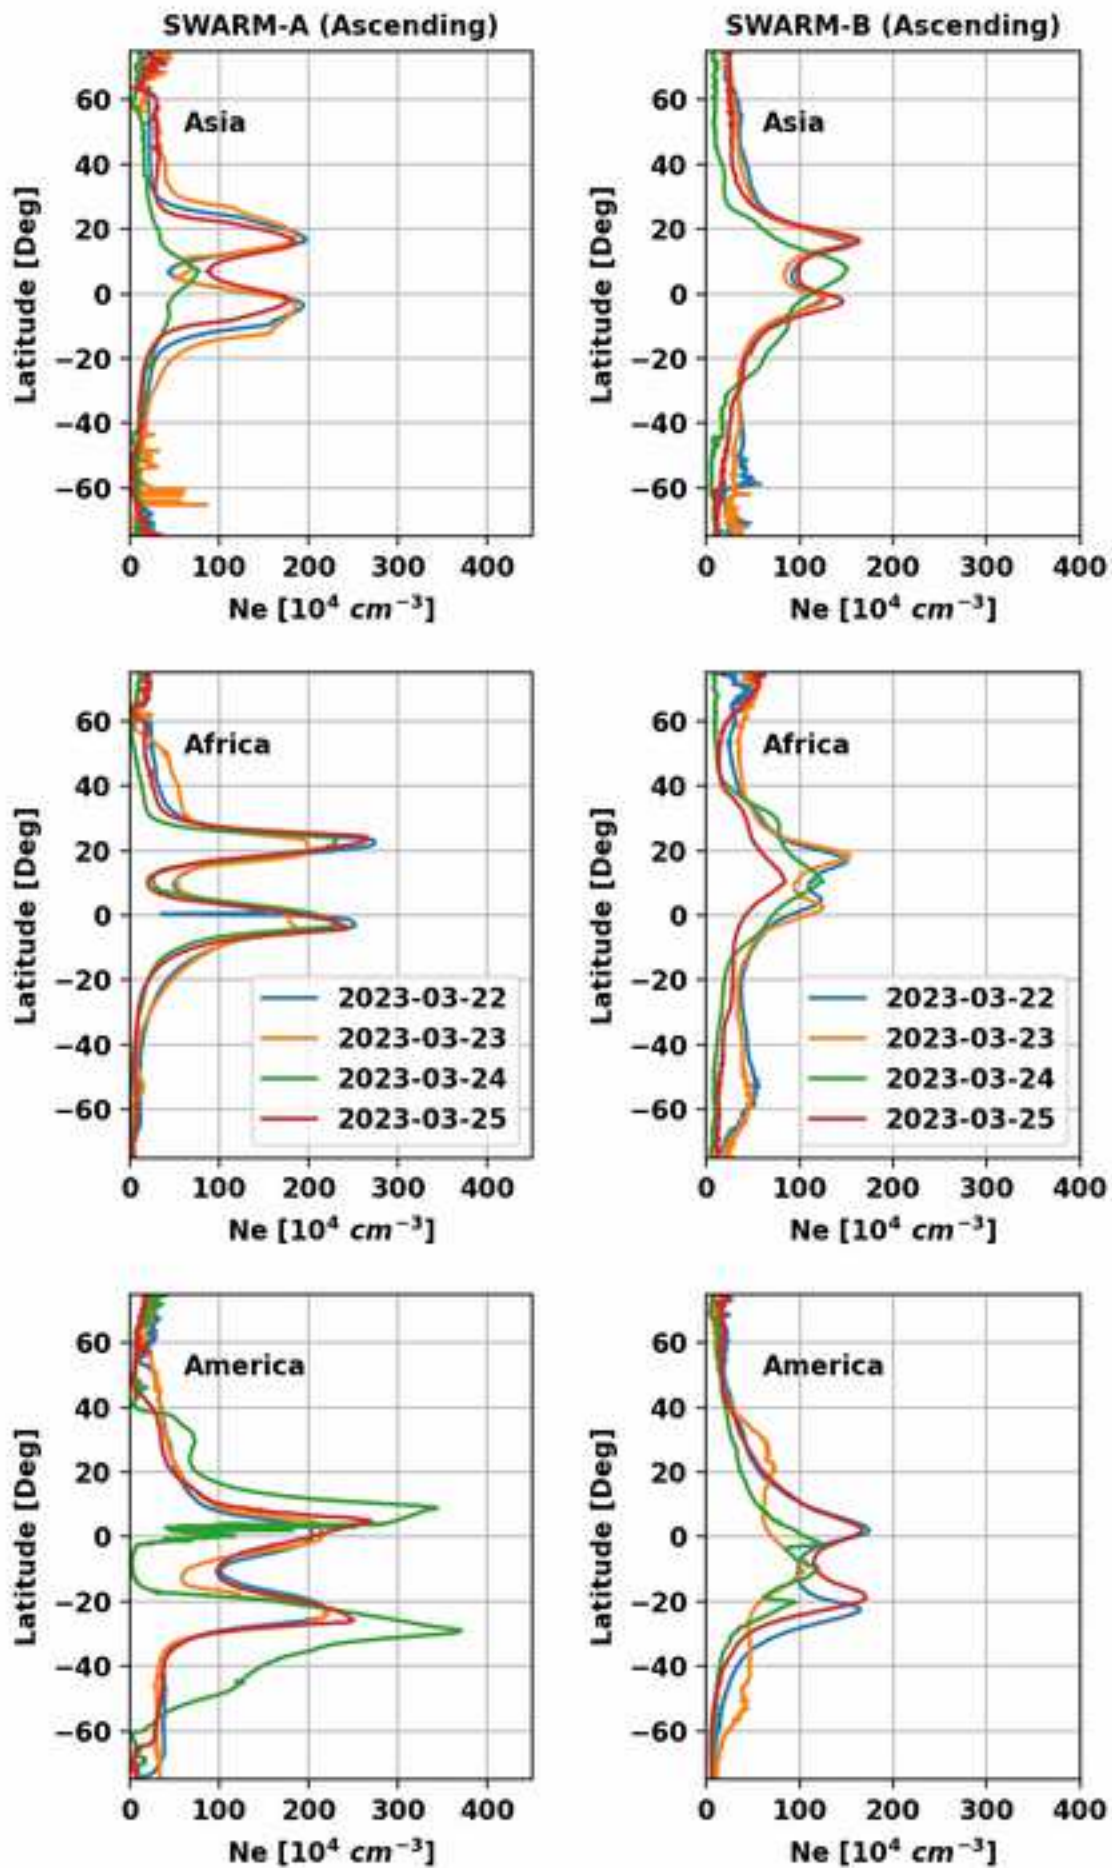 SWARM-A (Ascending)
SWARM-B (Ascending)
Latitude [Deg]
60
40
20
0
−20
−40
−60
Asia
0 100 200 300 400
Ne [10⁴ cm⁻³]
Latitude [Deg]
60
40
20
0
−20
−40
−60
Asia
0 100 200 300 400
Ne [10⁴ cm⁻³]
Latitude [Deg]
60
40
20
0
−20
−40
−60
Africa
2023-03-22
2023-03-23
2023-03-24
2023-03-25
0 100 200 300 400
Ne [10⁴ cm⁻³]
Latitude [Deg]
60
40
20
0
−20
−40
−60
Africa
2023-03-22
2023-03-23
2023-03-24
2023-03-25
0 100 200 300 400
Ne [10⁴ cm⁻³]
Latitude [Deg]
60
40
20
0
−20
−40
−60
America
0 100 200 300 400
Ne [10⁴ cm⁻³]
Latitude [Deg]
60
40
20
0
−20
−40
−60
America
0 100 200 300 400
Ne [10⁴ cm⁻³]